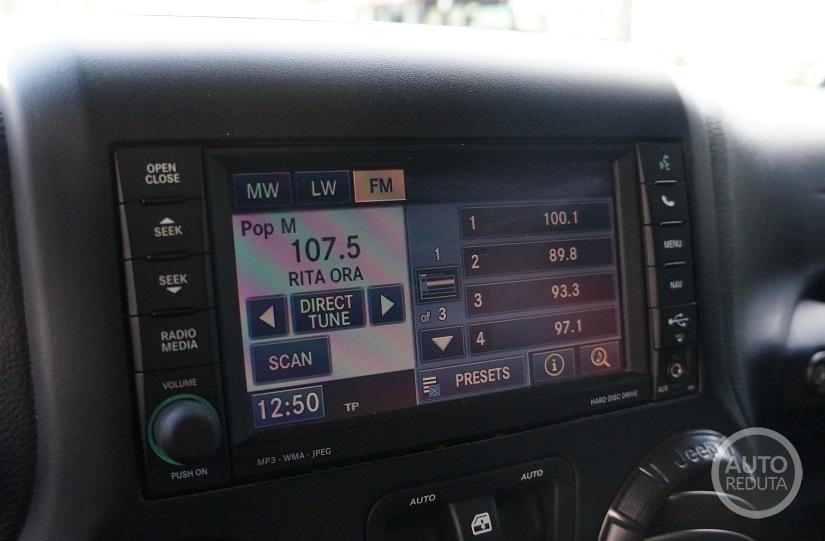 OPEN
CLOSE
SEEK
SEEK
RADIO
MEDIA
VOLUME
PUSH ON
MW LW FM
Pop M
107.5
RITA ORA
DIRECT
TUNE
SCAN
12:50 TP
1
of 3
1 100.1
2 89.8
3 93.3
4 97.1
PRESETS
MENU
NAV
AUX
MP3 · WMA · JPEG
HARD DISC DRIVE
AUTO
AUTO
Jeep
AUTO
REDUTA